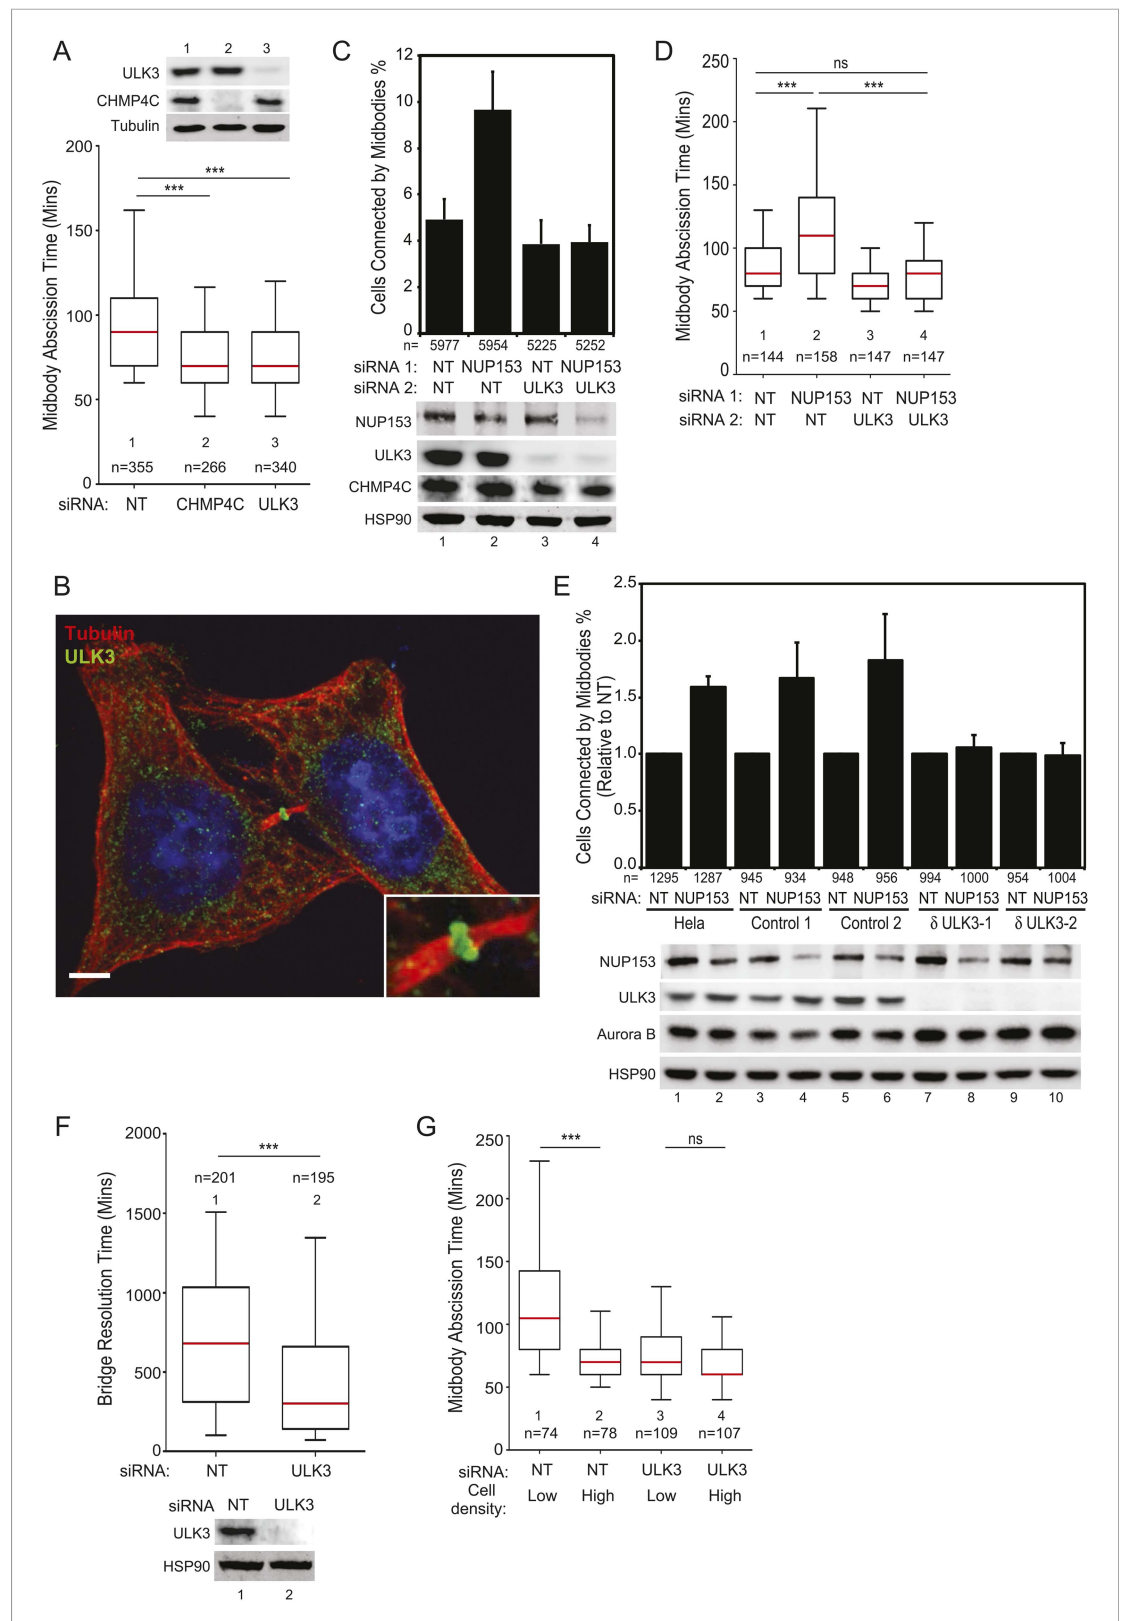 A
1 2 3
ULK3
CHMP4C
Tubulin
Midbody Abscission Time (Mins)
200
150
100
50
0
***
***
1 2 3
n=355 n=266 n=340
siRNA: NT CHMP4C ULK3
C
Cells Connected by Midbodies %
12
10
8
6
4
2
0
n= 5977 5954 5225 5252
siRNA 1: NT NUP153 NT NUP153
siRNA 2: NT NT ULK3 ULK3
NUP153
ULK3
CHMP4C
HSP90
1 2 3 4
D
Midbody Abscission Time (Mins)
250
200
150
100
50
0
ns
*** ***
1 2 3 4
n=144 n=158 n=147 n=147
siRNA 1: NT NUP153 NT NUP153
siRNA 2: NT NT ULK3 ULK3
B
Tubulin
ULK3
E
Cells Connected by Midbodies %
(Relative to NT)
2.5
2.0
1.5
1.0
0.5
0.0
n= 1295 1287 945 934 948 956 994 1000 954 1004
siRNA: NT NUP153 NT NUP153 NT NUP153 NT NUP153 NT NUP153
Hela Control 1 Control 2 δ ULK3-1 δ ULK3-2
NUP153
ULK3
Aurora B
HSP90
1 2 3 4 5 6 7 8 9 10
F
Bridge Resolution Time (Mins)
2000
1500
1000
500
0
***
n=201 n=195
1 2
siRNA: NT ULK3
siRNA NT ULK3
ULK3
HSP90
1 2
G
Midbody Abscission Time (Mins)
250
200
150
100
50
0
*** ns
1 2 3 4
n=74 n=78 n=109 n=107
siRNA: NT NT ULK3 ULK3
Cell
density: Low High Low High